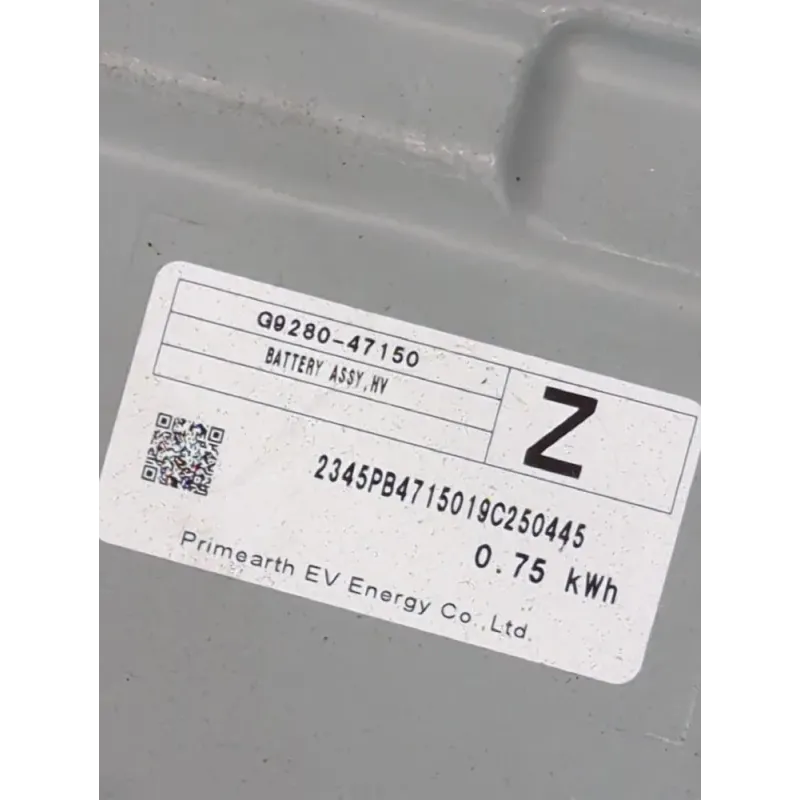 G9280-47150
BATTERY ASSY,HV
Z
2345PB4715019C250445
0.75 kWh
Primearth EV Energy Co.,Ltd.